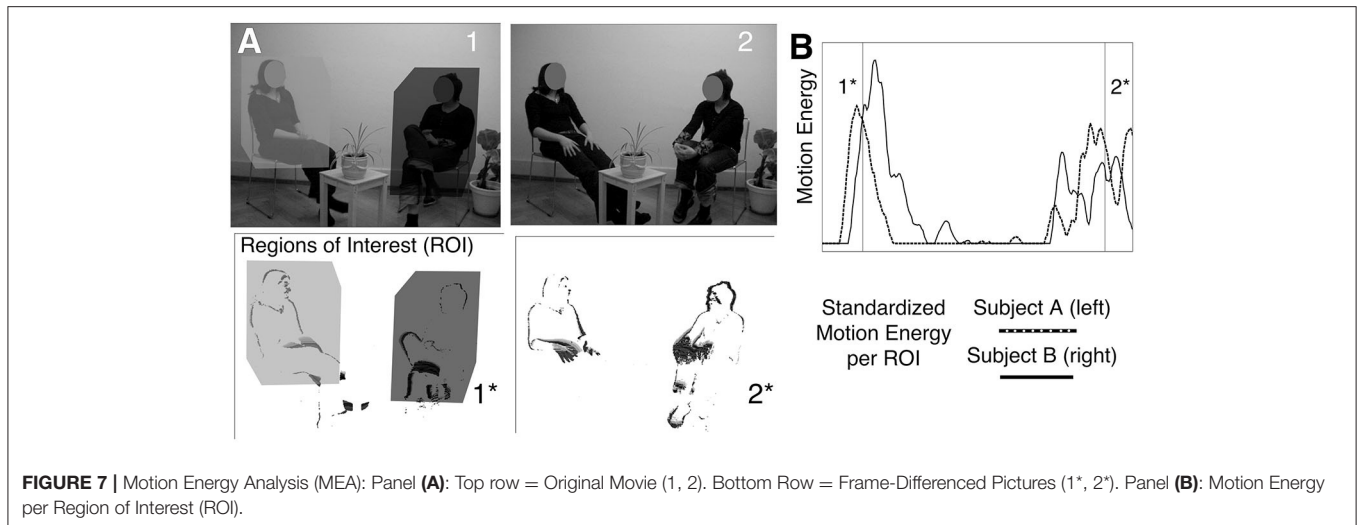 A
1
2
B
Motion Energy
1*
2*
Regions of Interest (ROI)
1*
2*
Standardized
Motion Energy
per ROI
Subject A (left)
Subject B (right)
FIGURE 7 | Motion Energy Analysis (MEA): Panel (A): Top row = Original Movie (1, 2). Bottom Row = Frame-Differenced Pictures (1*, 2*). Panel (B): Motion Energy
per Region of Interest (ROI).